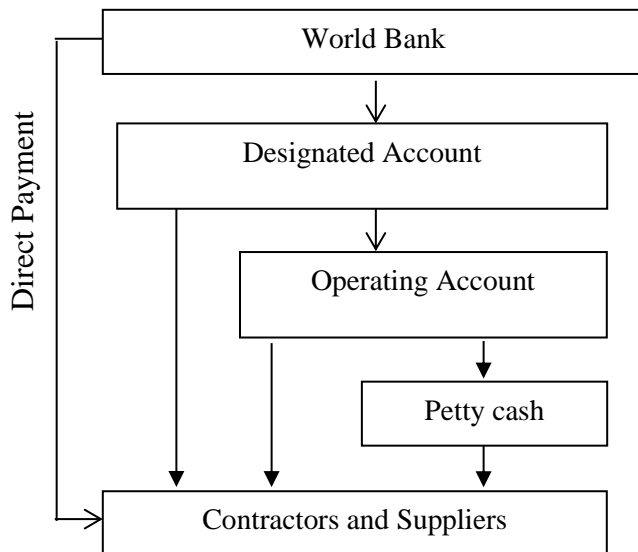 World Bank
Direct Payment
Designated Account
Operating Account
Petty cash
Contractors and Suppliers